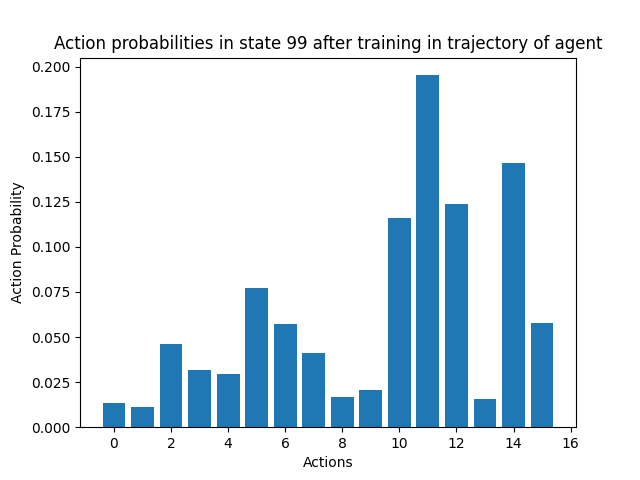 Action probabilities in state 99 after training in trajectory of agent
0.200
0.175
0.150
0.125
0.100
0.075
0.050
0.025
0.000
Action Probability
0 2 4 6 8 10 12 14 16
Actions